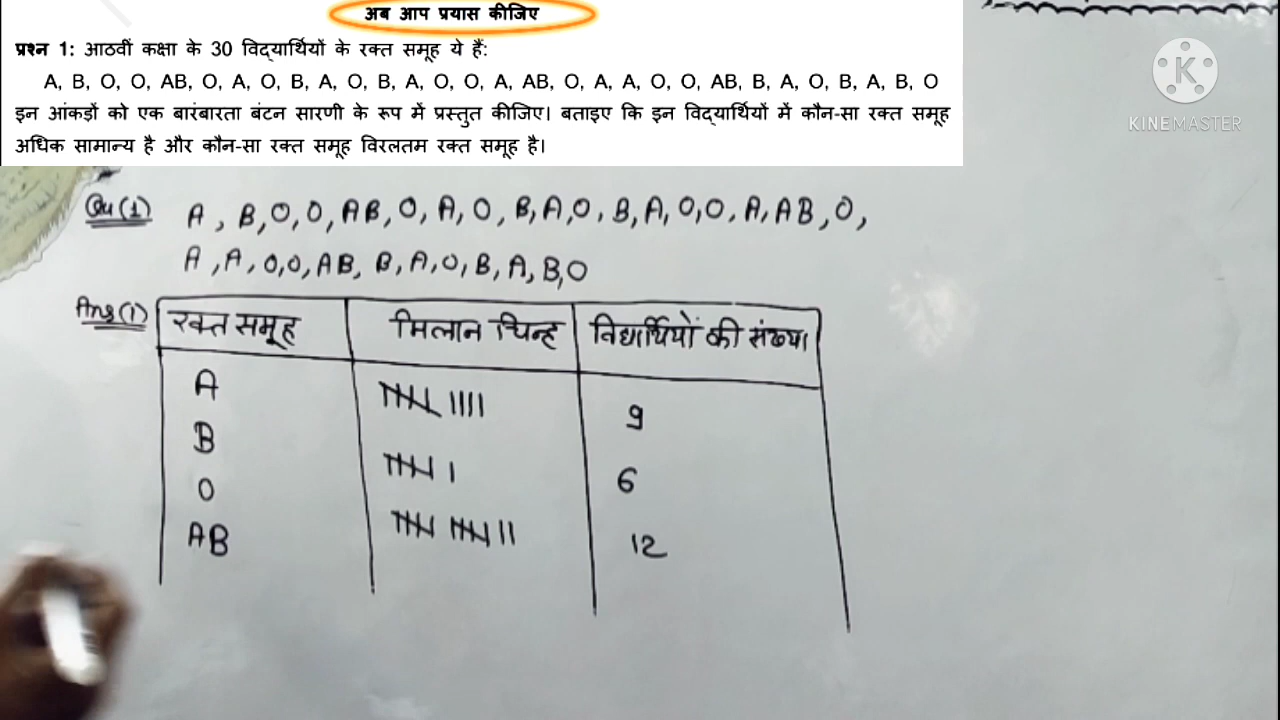 अब आप प्रयास कीजिए
प्रश्न 1: आठवीं कक्षा के 30 विद्यार्थियों के रक्त समूह ये हैं:
A, B, O, O, AB, O, A, O, B, A, O, B, A, O, O, A, AB, O, A, A, O, O, AB, B, A, O, B, A, B, O
इन आंकड़ों को एक बारंबारता बंटन सारणी के रूप में प्रस्तुत कीजिए। बताइए कि इन विद्यार्थियों में कौन-सा रक्त समूह
अधिक सामान्य है और कौन-सा रक्त समूह विरलतम रक्त समूह है।
K
KINEMASTER
Qu (1) A, B, O, O, AB, O, A, O, B, A, O, B, A, O, O, A, AB, O,
A, A, O, O, AB, B, A, O, B, A, B, O
Ans (1) रक्त समूह मिलान चिन्ह विद्यार्थियों की संख्या
A 9
B 6
O 12
AB